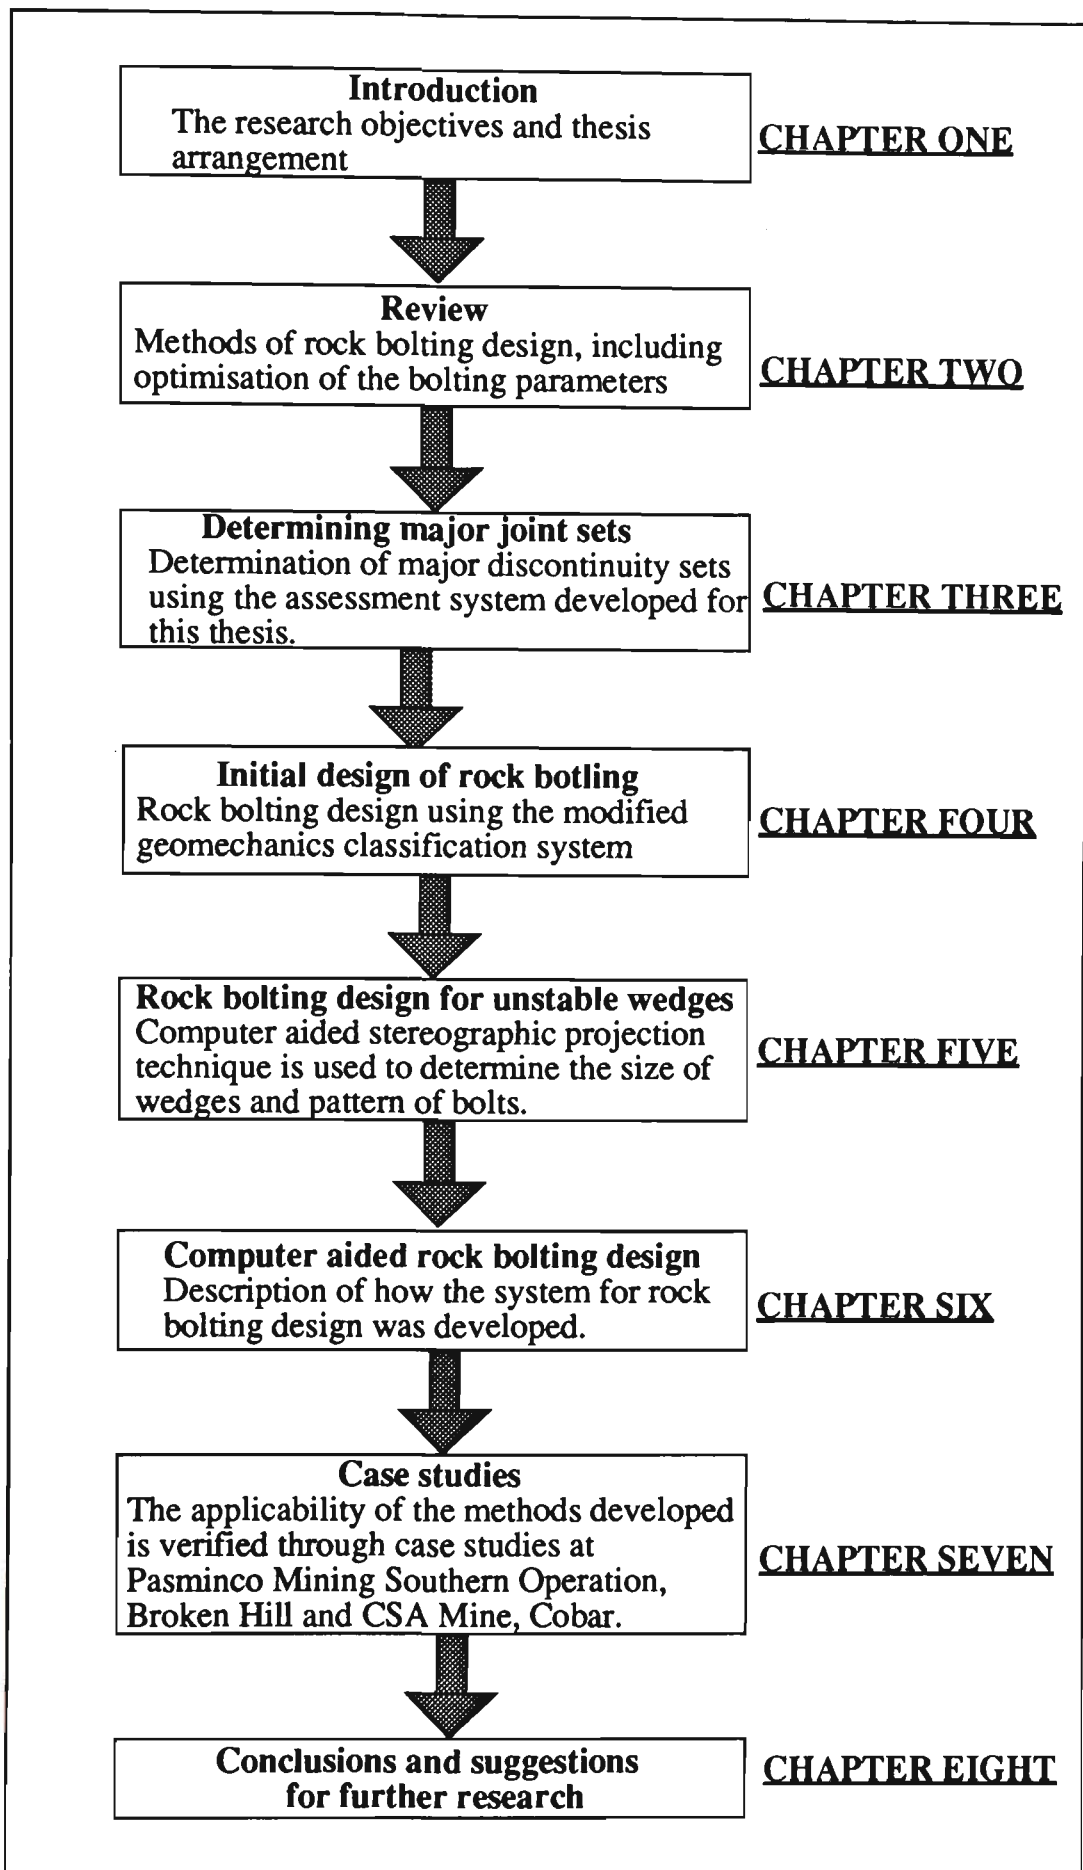 Introduction
The research objectives and thesis
arrangement
CHAPTER ONE
Review
Methods of rock bolting design, including
optimisation of the bolting parameters
CHAPTER TWO
Determining major joint sets
Determination of major discontinuity sets
using the assessment system developed for
this thesis.
CHAPTER THREE
Initial design of rock botling
Rock bolting design using the modified
geomechanics classification system
CHAPTER FOUR
Rock bolting design for unstable wedges
Computer aided stereographic projection
technique is used to determine the size of
wedges and pattern of bolts.
CHAPTER FIVE
Computer aided rock bolting design
Description of how the system for rock
bolting design was developed.
CHAPTER SIX
Case studies
The applicability of the methods developed
is verified through case studies at
Pasminco Mining Southern Operation,
Broken Hill and CSA Mine, Cobar.
CHAPTER SEVEN
Conclusions and suggestions
for further research
CHAPTER EIGHT